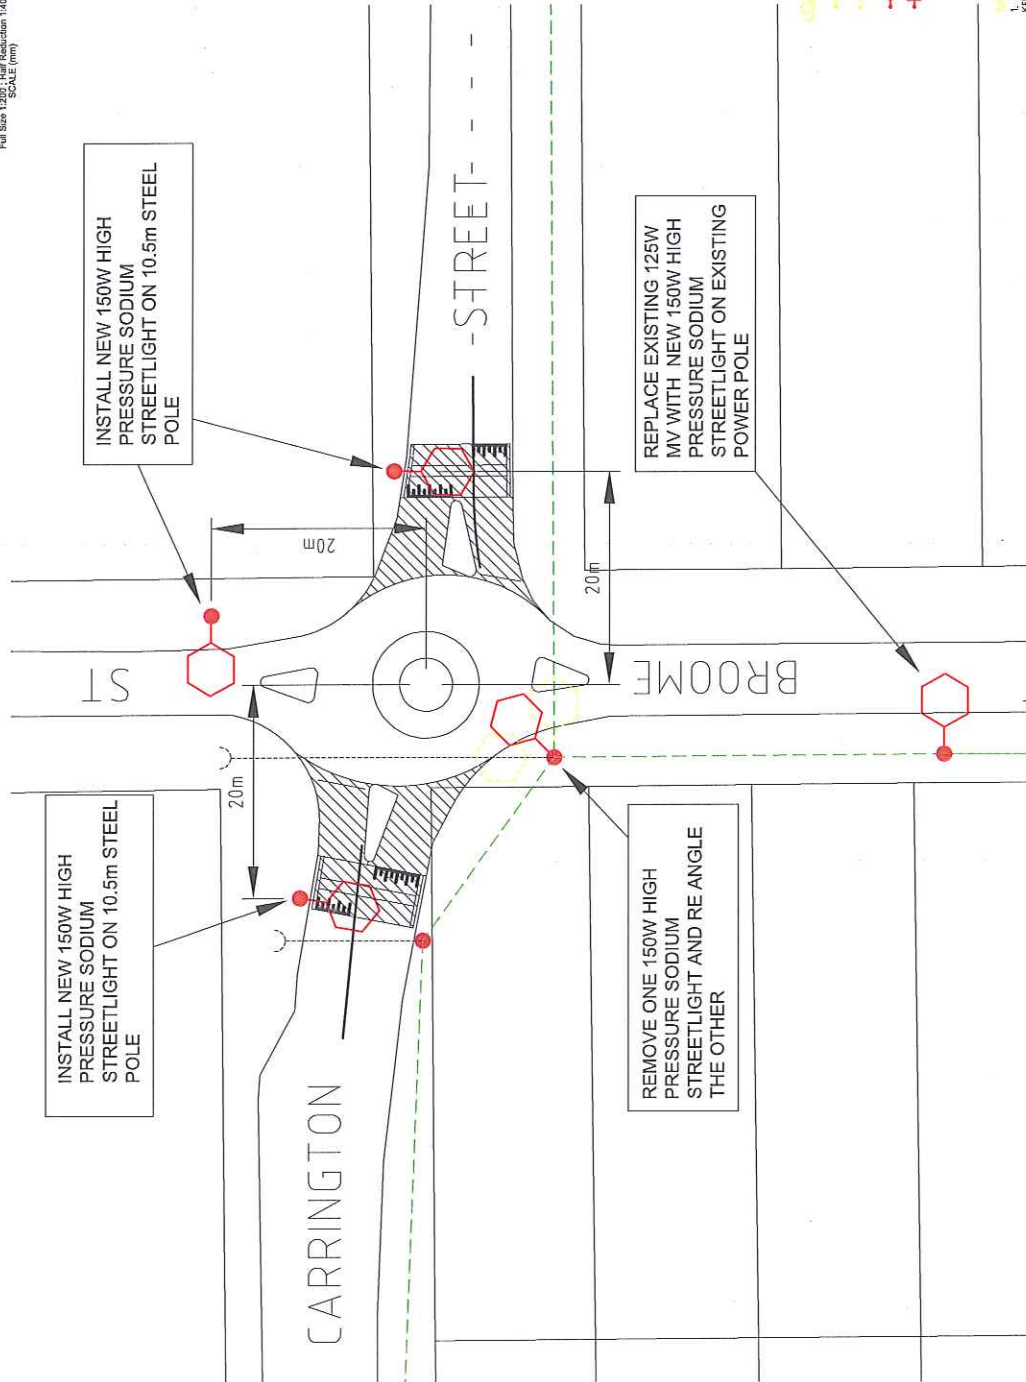 Full Size 1:200 ; Half Reduction 1:40
SCALE (mm)
INSTALL NEW 150W HIGH
PRESSURE SODIUM
STREETLIGHT ON 10.5m STEEL
POLE
INSTALL NEW 150W HIGH
PRESSURE SODIUM
STREETLIGHT ON 10.5m STEEL
POLE
REPLACE EXISTING 125W
MV WITH NEW 150W HIGH
PRESSURE SODIUM
STREETLIGHT ON EXISTING
POWER POLE
REMOVE ONE 150W HIGH
PRESSURE SODIUM
STREETLIGHT AND RE ANGLE
THE OTHER
CARRINGTON
STREET
BROOME
ST
20m
20m
20m
1.